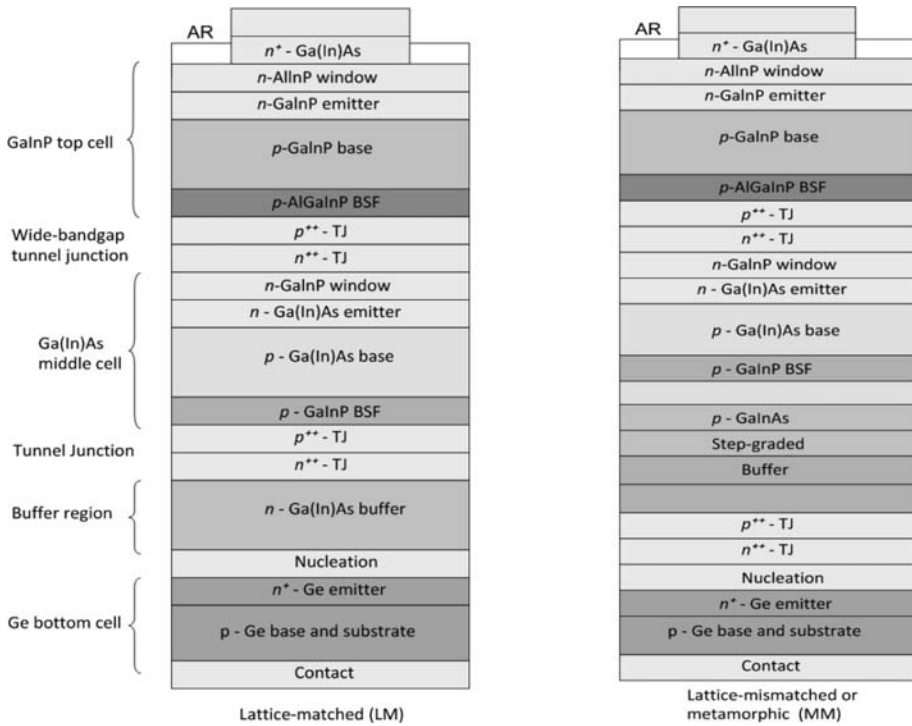 AR
n⁺ - Ga(In)As
n-AlInP window
n-GaInP emitter
GaInP top cell
p-GaInP base
p-AlGaInP BSF
Wide-bandgap
tunnel junction
p⁺⁺ - TJ
n⁺⁺ - TJ
n-GaInP window
n - Ga(In)As emitter
Ga(In)As
middle cell
p - Ga(In)As base
p - GaInP BSF
Tunnel Junction
p⁺⁺ - TJ
n⁺⁺ - TJ
Buffer region
n - Ga(In)As buffer
Nucleation
n⁺ - Ge emitter
Ge bottom cell
p - Ge base and substrate
Contact
Lattice-matched (LM)
AR
n⁺ - Ga(In)As
n-AlInP window
n-GaInP emitter
p-GaInP base
p-AlGaInP BSF
p⁺⁺ - TJ
n⁺⁺ - TJ
n-GaInP window
n - Ga(In)As emitter
p - Ga(In)As base
p - GaInP BSF
p - GaInAs
Step-graded
Buffer
p⁺⁺ - TJ
n⁺⁺ - TJ
Nucleation
n⁺ - Ge emitter
p - Ge base and substrate
Contact
Lattice-mismatched or
metamorphic (MM)